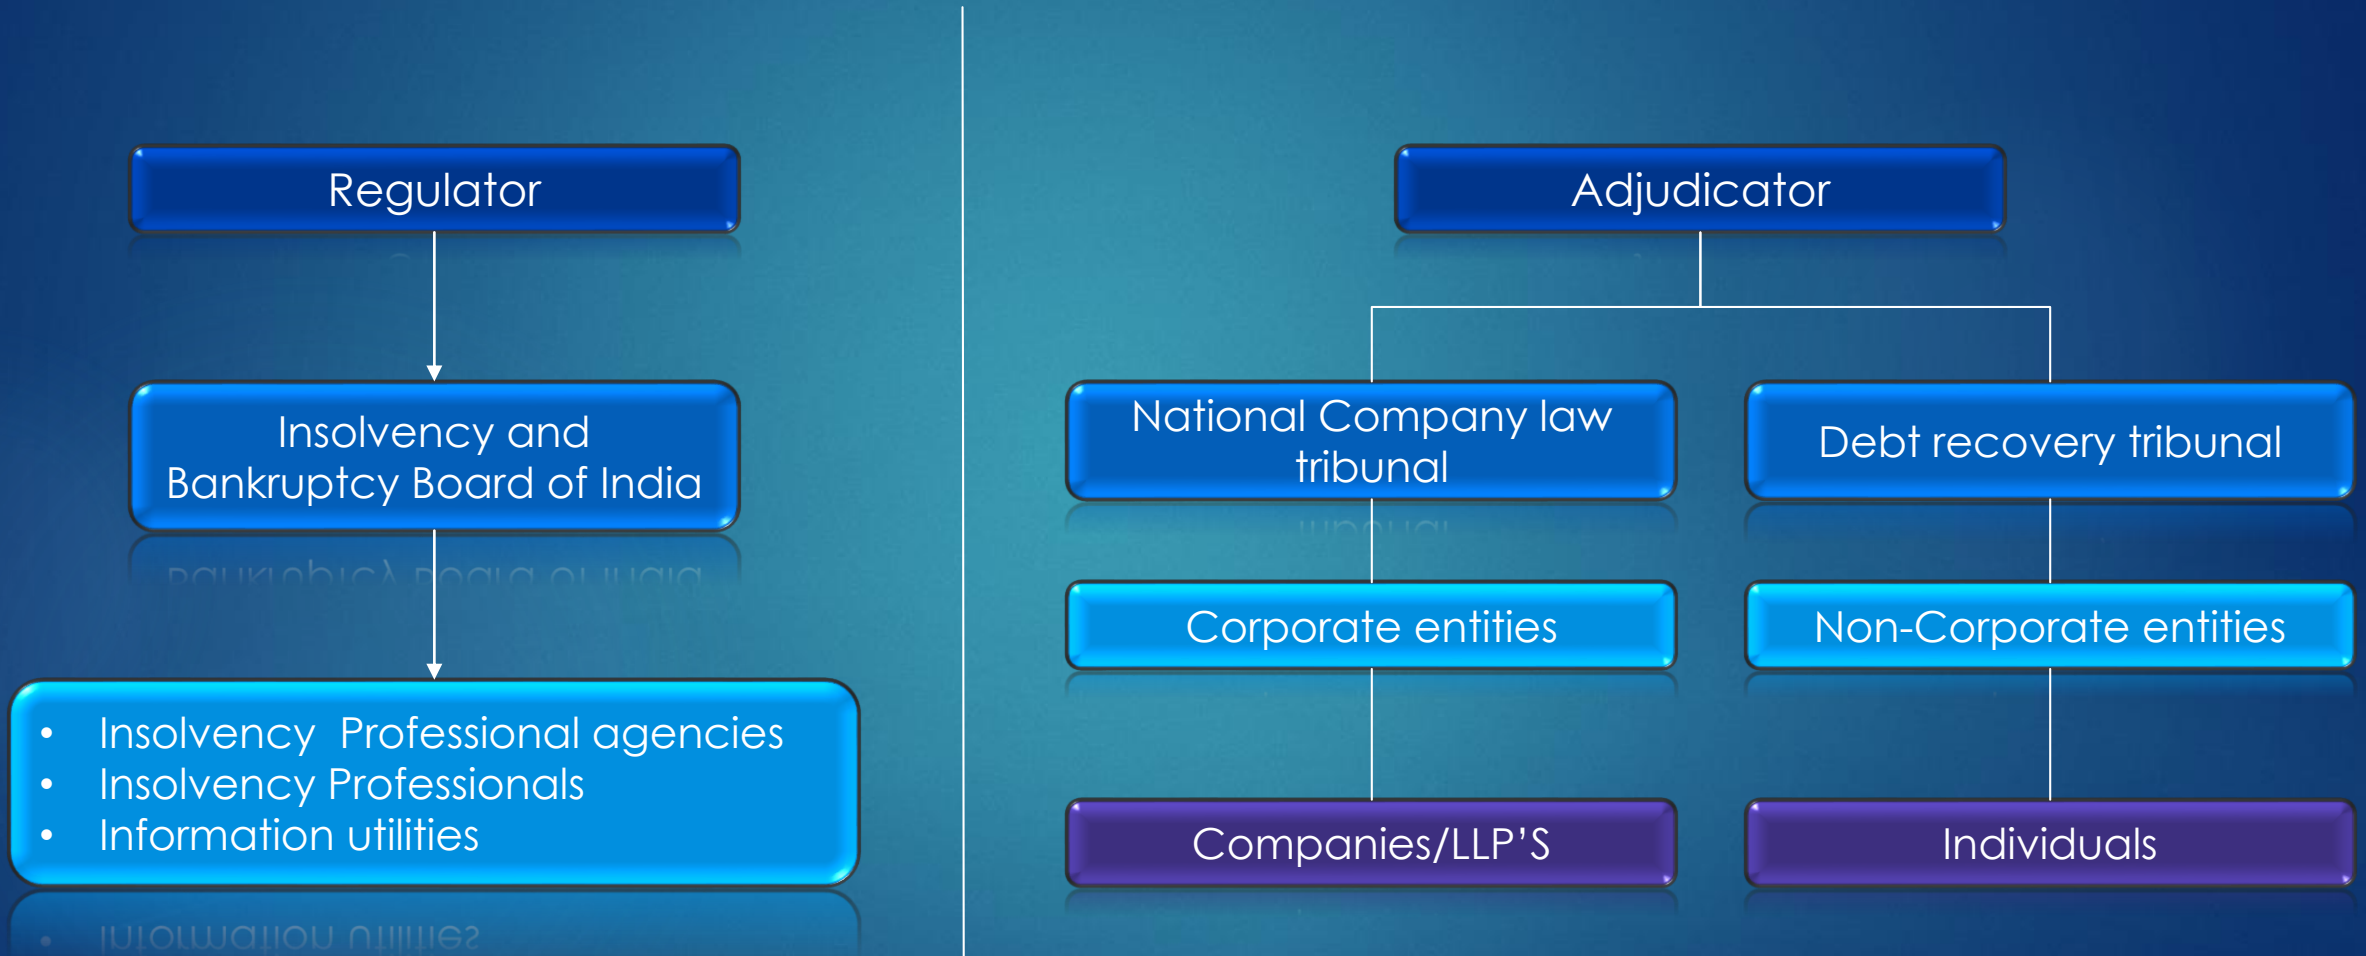 Regulator
Insolvency and
Bankruptcy Board of India
• Insolvency  Professional agencies
• Insolvency Professionals
• Information utilities
Adjudicator
National Company law
tribunal
Corporate entities
Companies/LLP’S
Debt recovery tribunal
Non-Corporate entities
Individuals